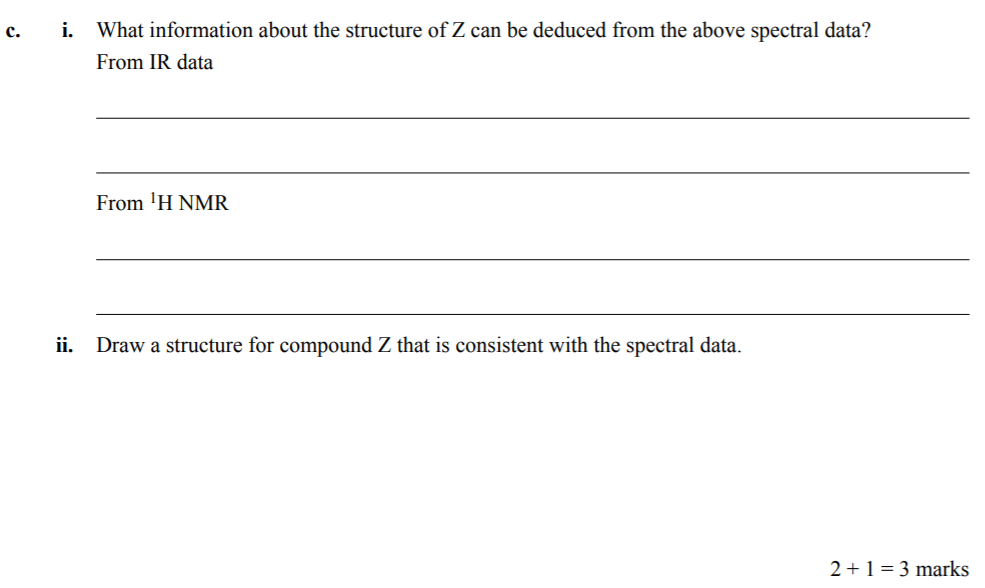 c. i. What information about the structure of Z can be deduced from the above spectral data?
From IR data
From ¹H NMR
ii. Draw a structure for compound Z that is consistent with the spectral data.
2 + 1 = 3 marks